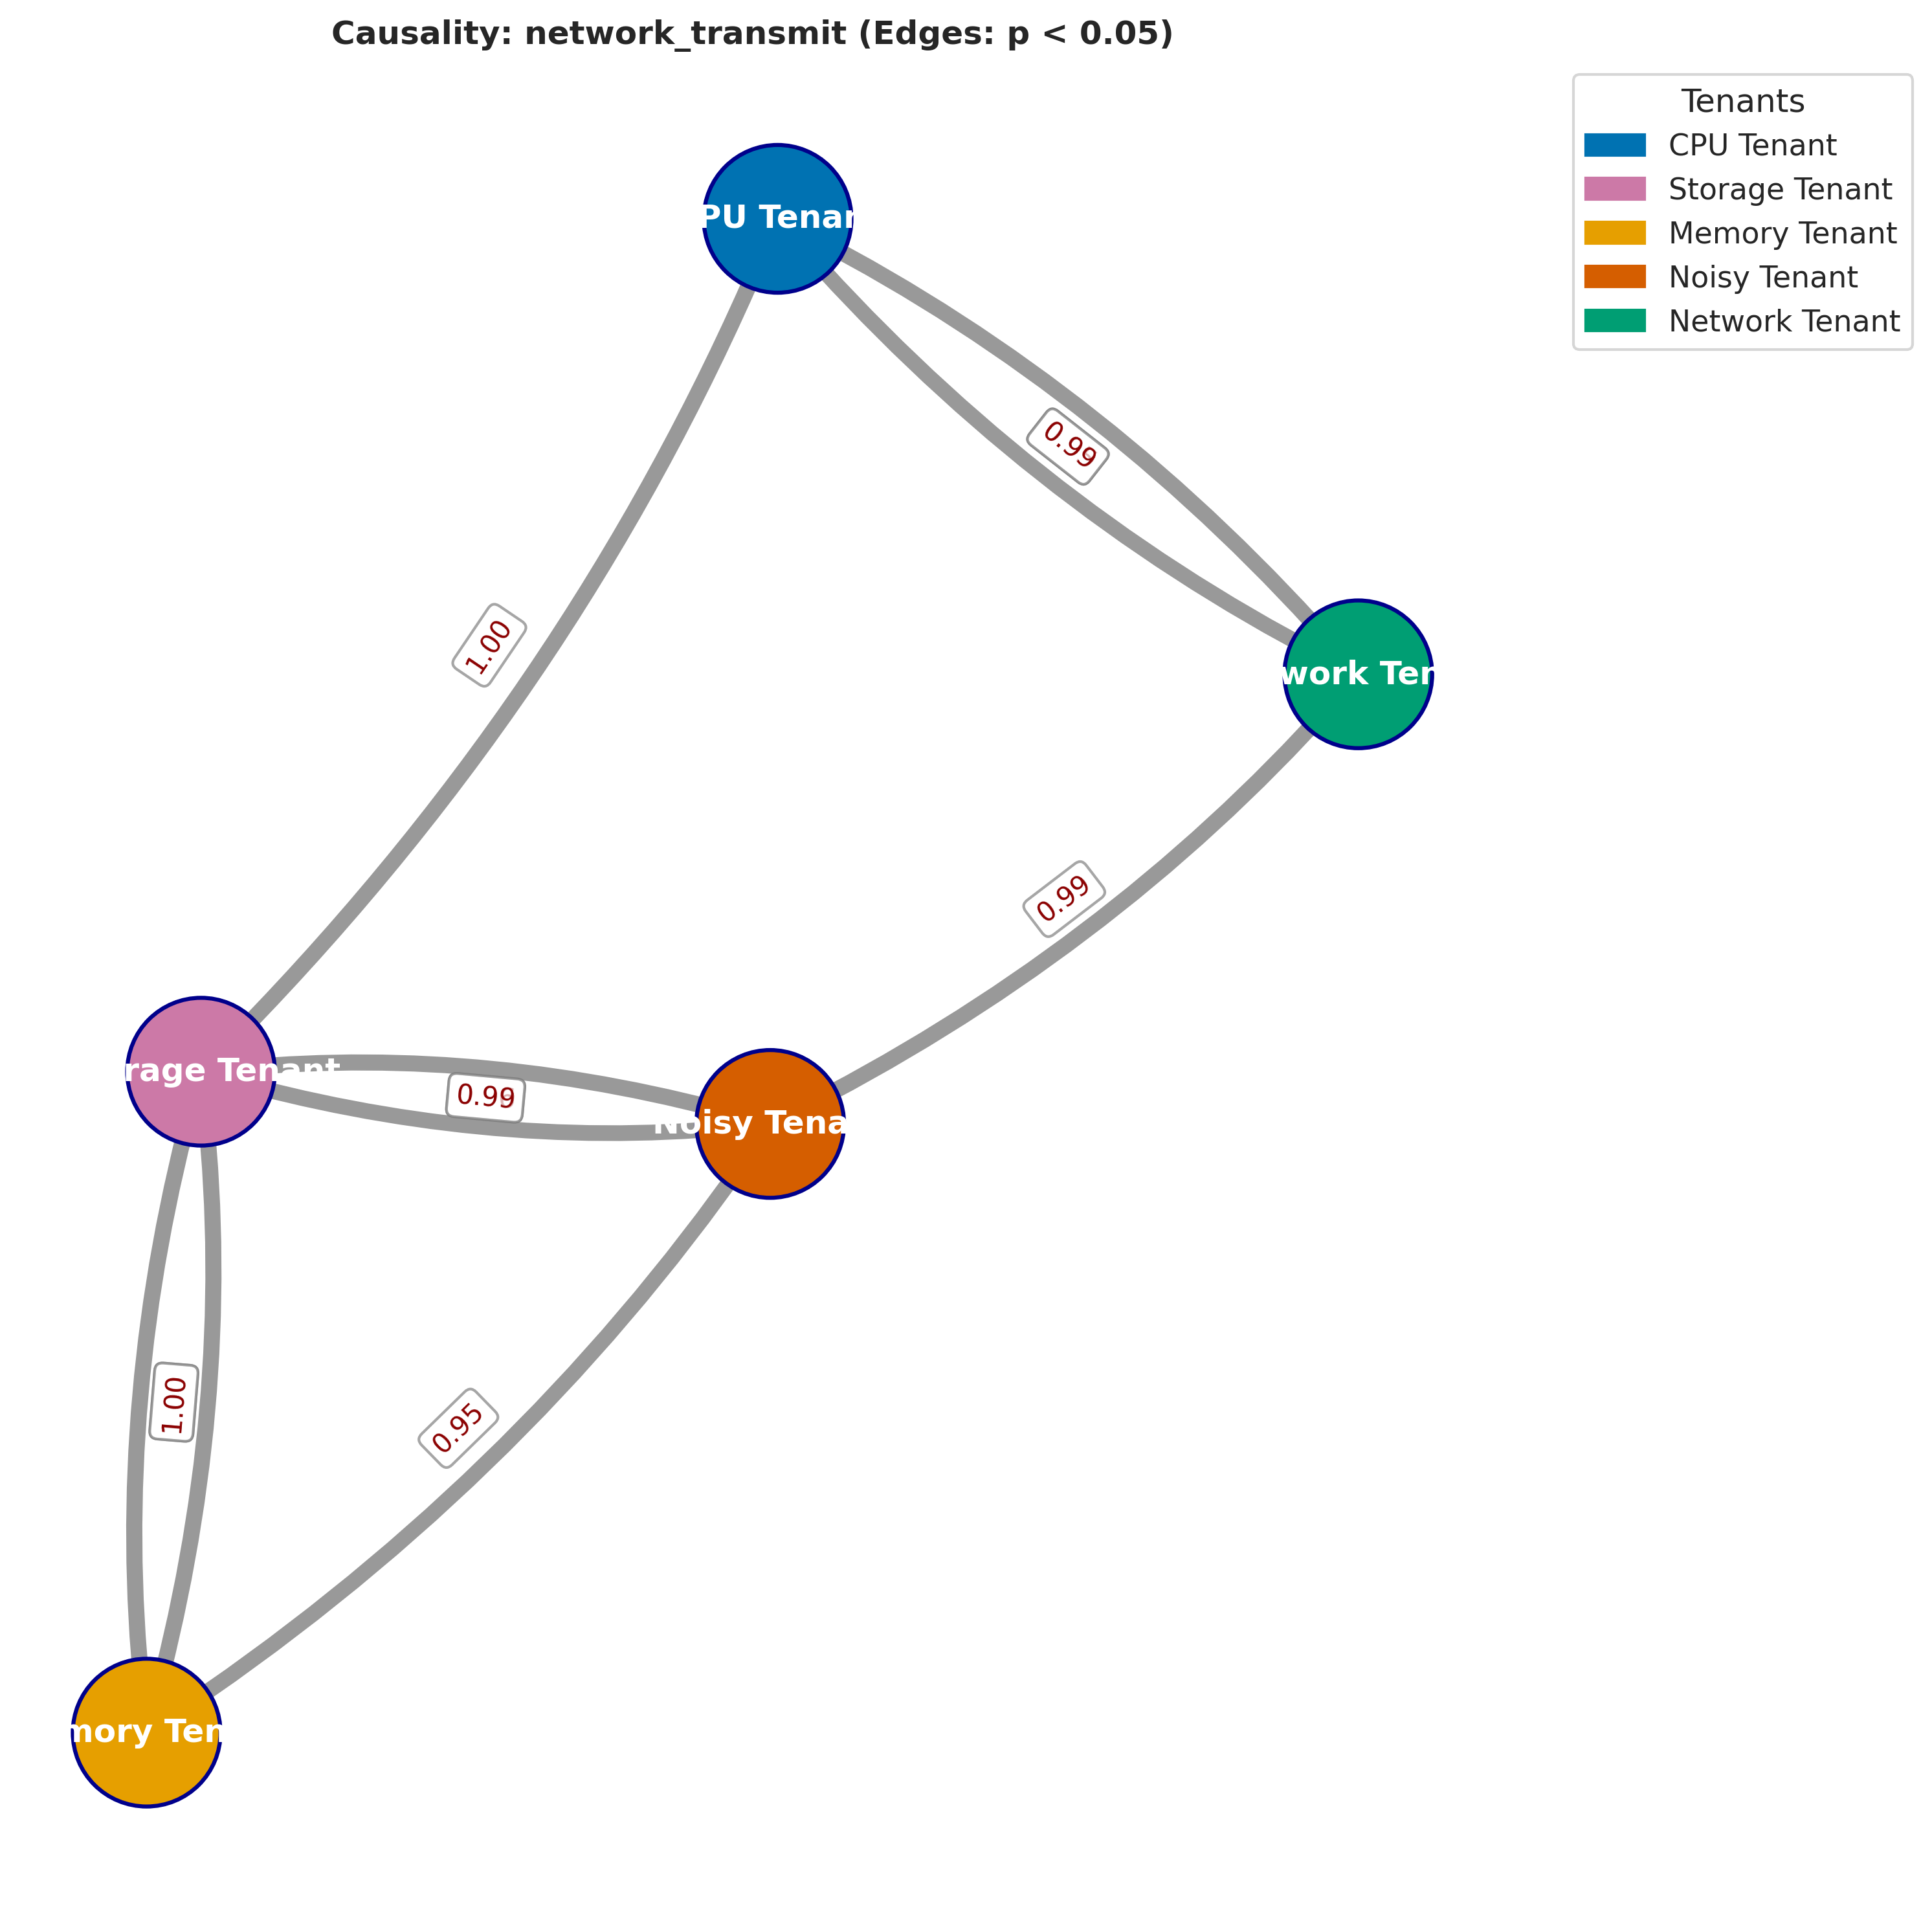 Causality: network_transmit (Edges: p < 0.05)
Tenants
CPU Tenant
Storage Tenant
Memory Tenant
Noisy Tenant
Network Tenant
PU Tenan
0.99
1.00
work Ten
0.99
rage Tenant
0.99
Noisy Tena
1.00
0.95
mory Ten